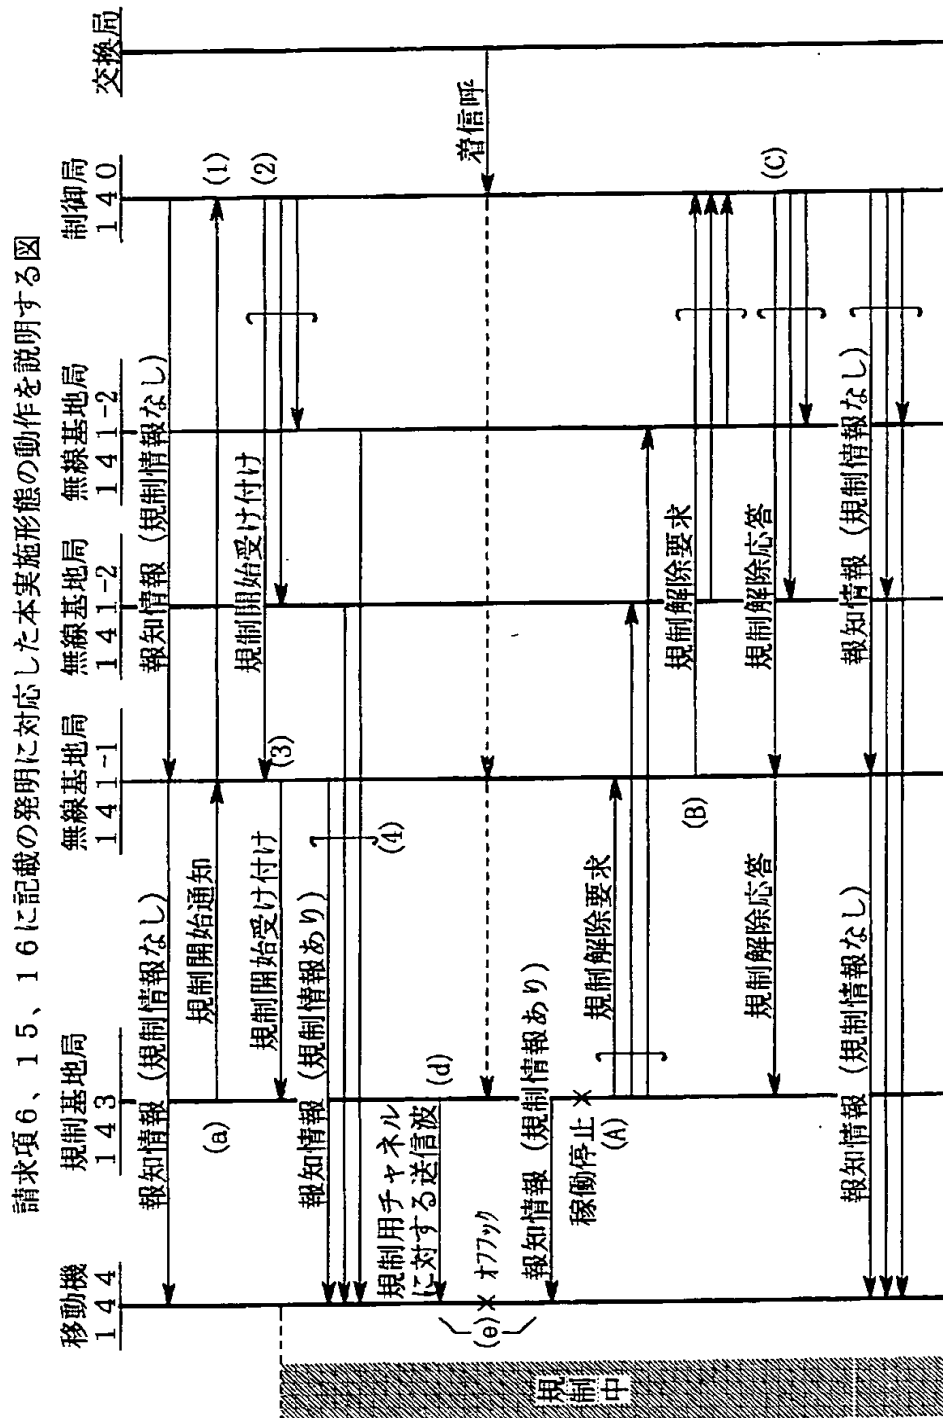 請求項6、15、16に記載の発明に対応した本実施形態の動作を説明する図
移動機
144
規制基地局
143
無線基地局
141-1
無線基地局
141-2
無線基地局
141-2
制御局
140
交換局
報知情報(規制情報なし)
報知情報(規制情報なし)
(a)
規制開始通知
(1)
規制開始受け付け
(2)
規制開始受け付け
(3)
報知情報(規制情報あり)
(4)
規制用チャネル
に対する送信波
(d)
着信呼
オフフック
(e)
報知情報(規制情報あり)
稼働停止
(A)
規制解除要求
(B)
規制解除要求
規制解除応答
規制解除応答
(C)
報知情報(規制情報なし)
報知情報(規制情報なし)
規制中